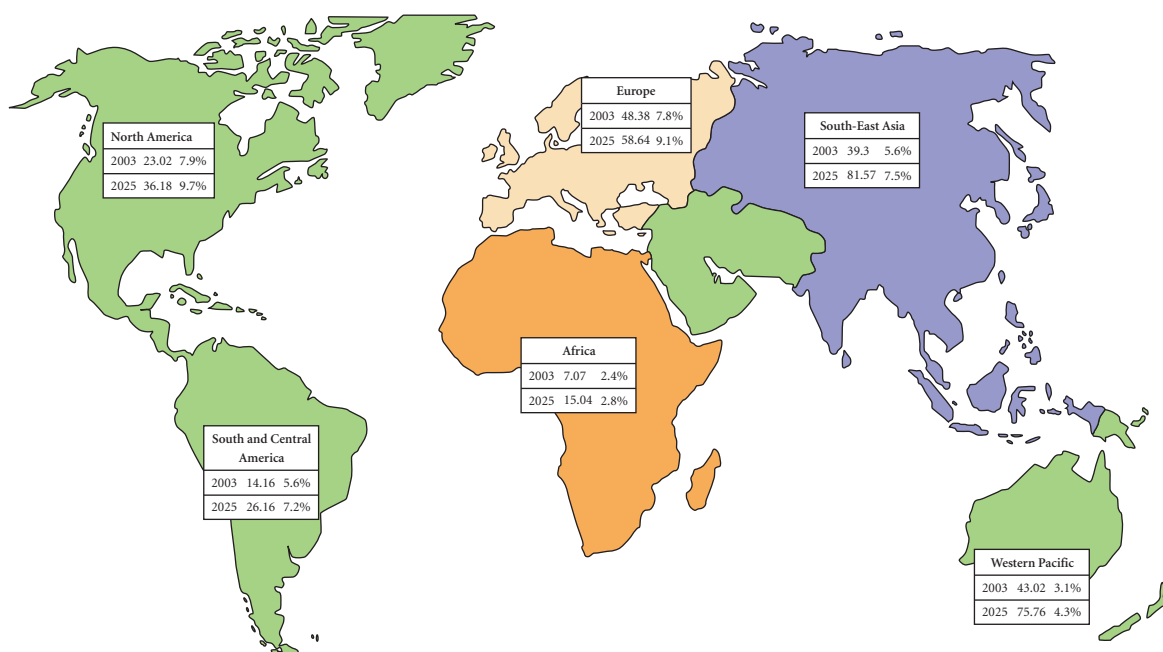 North America
2003 23.02 7.9%
2025 36.18 9.7%
Europe
2003 48.38 7.8%
2025 58.64 9.1%
South-East Asia
2003 39.3 5.6%
2025 81.57 7.5%
Africa
2003 7.07 2.4%
2025 15.04 2.8%
South and Central
America
2003 14.16 5.6%
2025 26.16 7.2%
Western Pacific
2003 43.02 3.1%
2025 75.76 4.3%